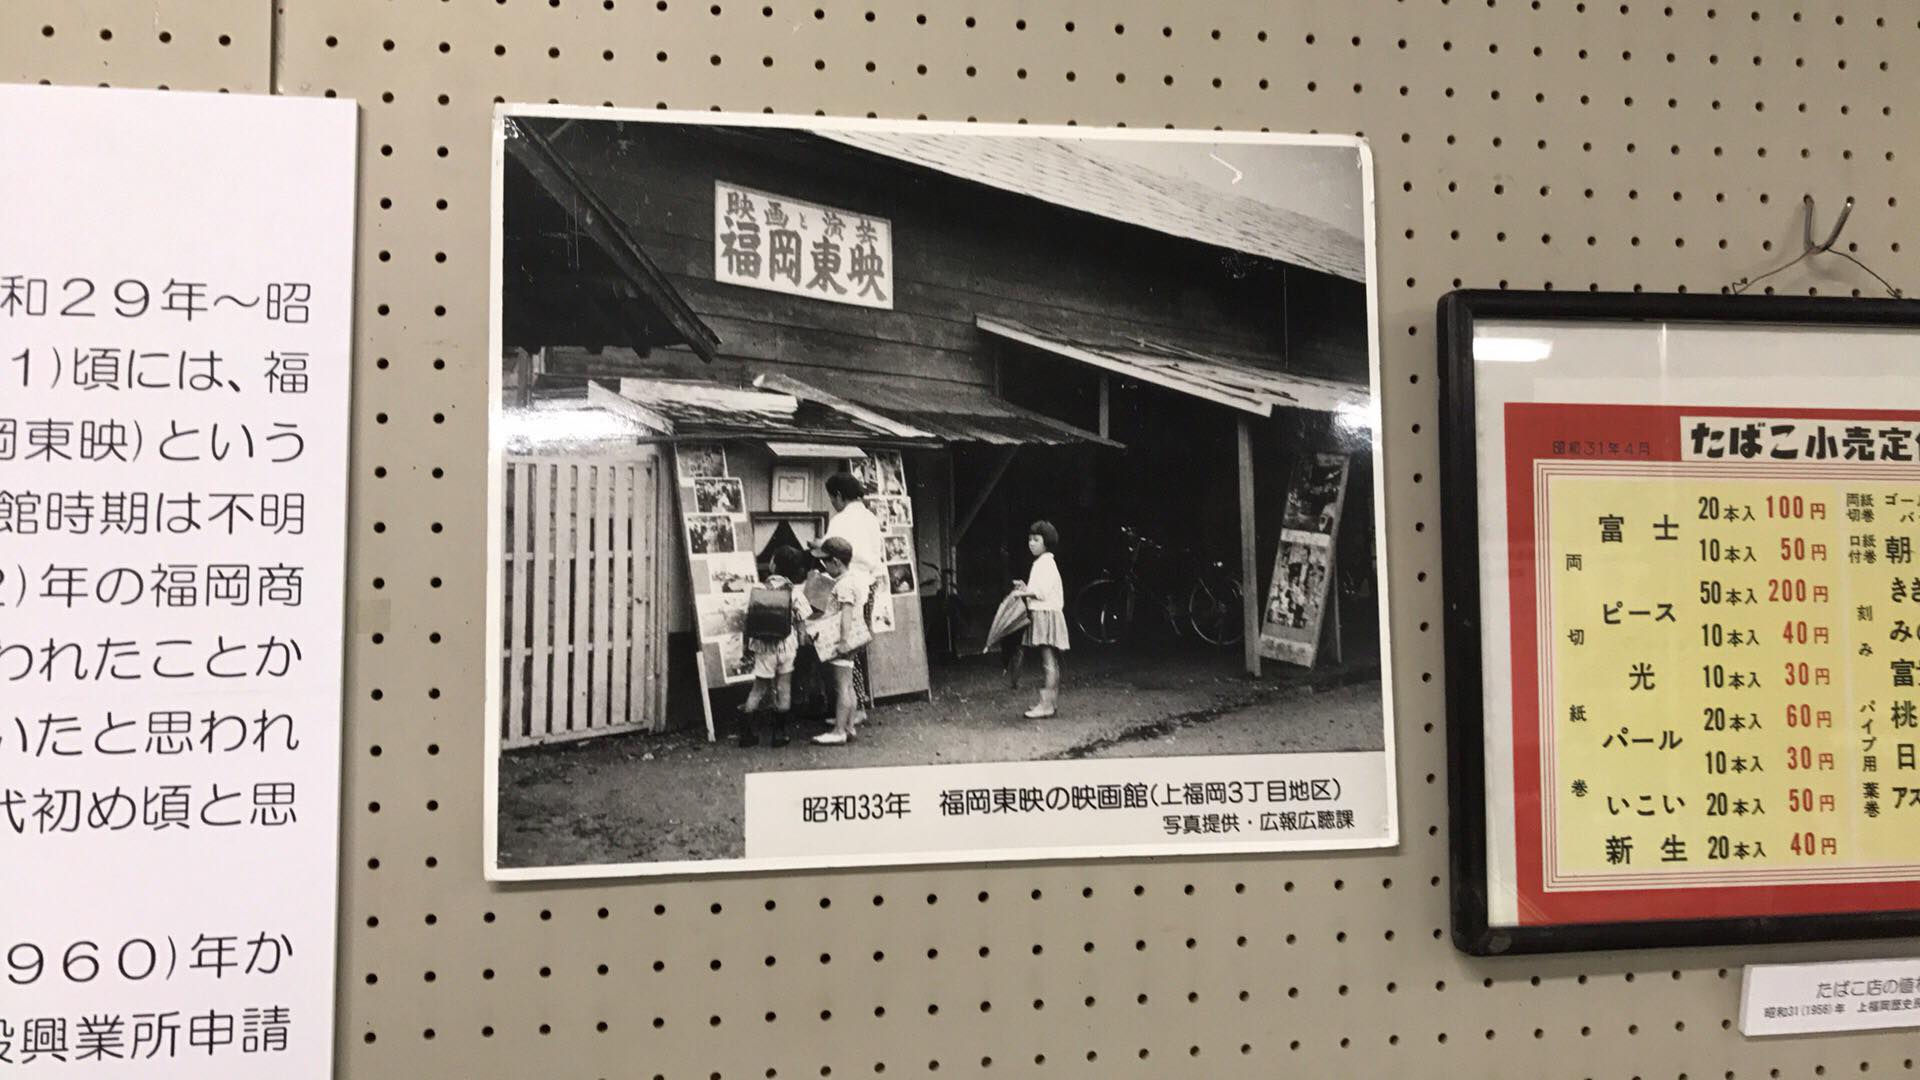 和29年~昭
1)頃には、福
岡東映)という
館時期は不明
2)年の福岡商
われたことか
いたと思われ
代初め頃と思
960)年か
設興業所申請
映画と演芸
福岡東映
昭和33年 福岡東映の映画館(上福岡3丁目地区)
写真提供・広報広聴課
昭和31年4月 たばこ小売定
両切紙巻
富士 20本入 100円
10本入 50円
ピース 50本入 200円
10本入 40円
光 10本入 30円
パール 20本入 60円
10本入 30円
いこい 20本入 50円
新生 20本入 40円
両切紙巻 ゴー
口付紙巻 朝
刻み
みの
富
パイプ用 桃
日
葉巻 アス
たばこ店の値
昭和31(1956)年 上福岡歴史民